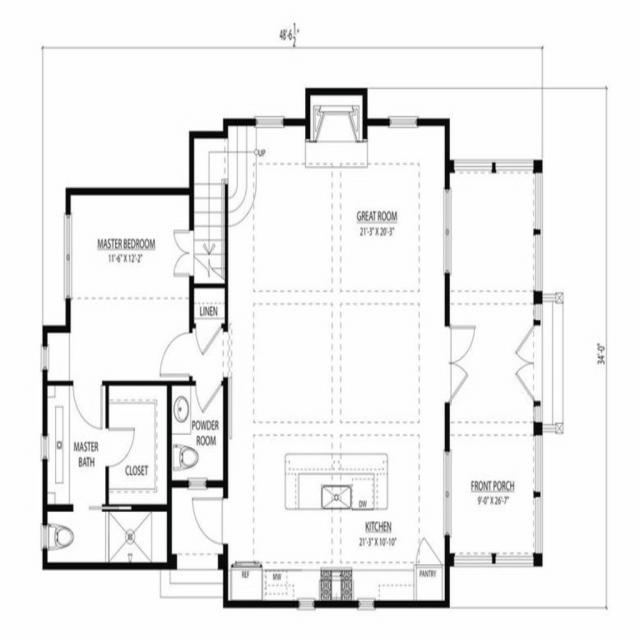 48'-6 1/2"
UP
GREAT ROOM
21'-3" X 20'-3"
MASTER BEDROOM
11'-6" X 12'-2"
LINEN
34'-0"
POWDER
ROOM
MASTER
BATH
CLOSET
FRONT PORCH
9'-0" X 26'-7"
DW
KITCHEN
21'-3" X 10'-10"
REF
MW
PANTRY